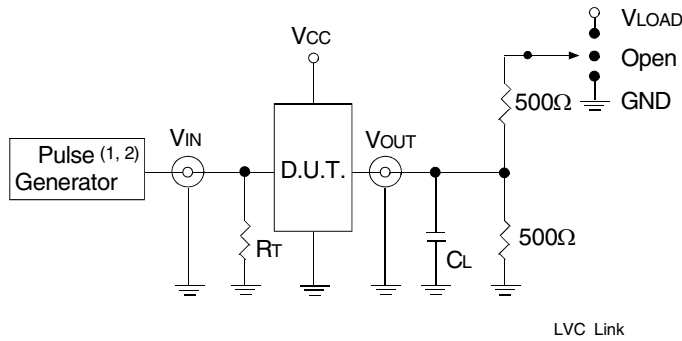 VLOAD
VCC
Open
500Ω
GND
VIN
VOUT
Pulse (1, 2)
Generator
D.U.T.
RT
CL
500Ω
LVC Link